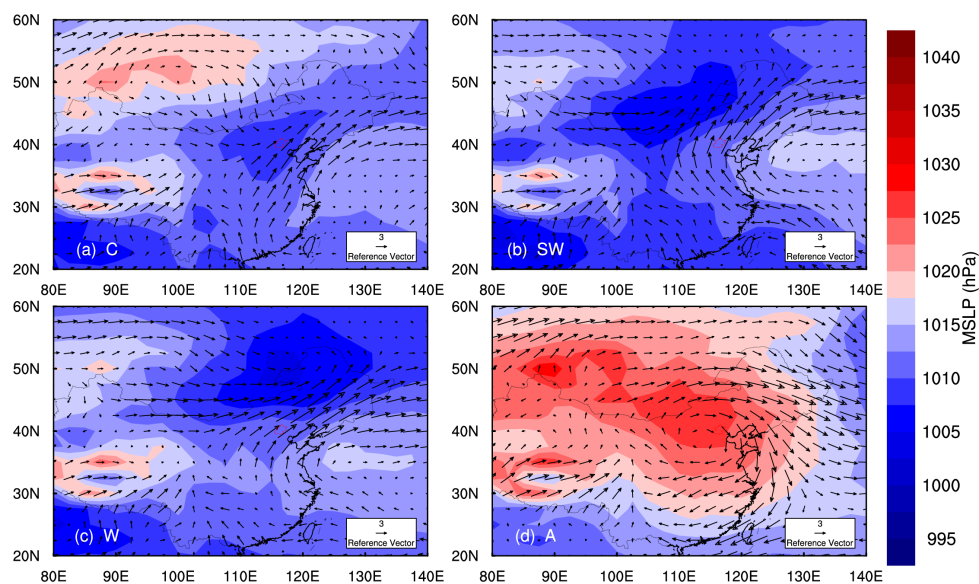 60N
50N
40N
30N
20N
(a) C
3
Reference Vector
80E 90E 100E 110E 120E 130E 140E
60N
50N
40N
30N
20N
(b) SW
3
Reference Vector
80E 90E 100E 110E 120E 130E 140E
60N
50N
40N
30N
20N
(c) W
3
Reference Vector
80E 90E 100E 110E 120E 130E 140E
60N
50N
40N
30N
20N
(d) A
3
Reference Vector
80E 90E 100E 110E 120E 130E 140E
1040
1035
1030
1025
1020
1015
1010
1005
1000
995
MSLP (hPa)